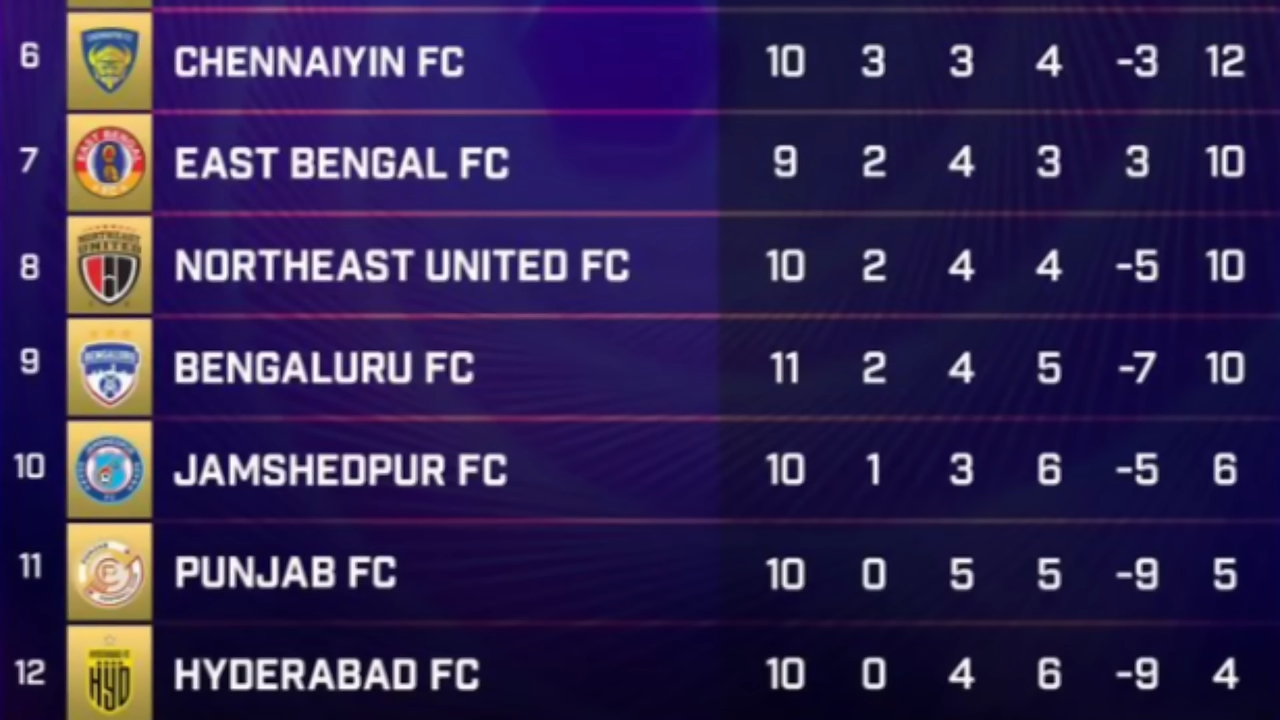 6 CHENNAIYIN FC 10 3 3 4 -3 12
7 EAST BENGAL FC 9 2 4 3 3 10
8 NORTHEAST UNITED FC 10 2 4 4 -5 10
9 BENGALURU FC 11 2 4 5 -7 10
10 JAMSHEDPUR FC 10 1 3 6 -5 6
11 PUNJAB FC 10 0 5 5 -9 5
12 HYDERABAD FC 10 0 4 6 -9 4